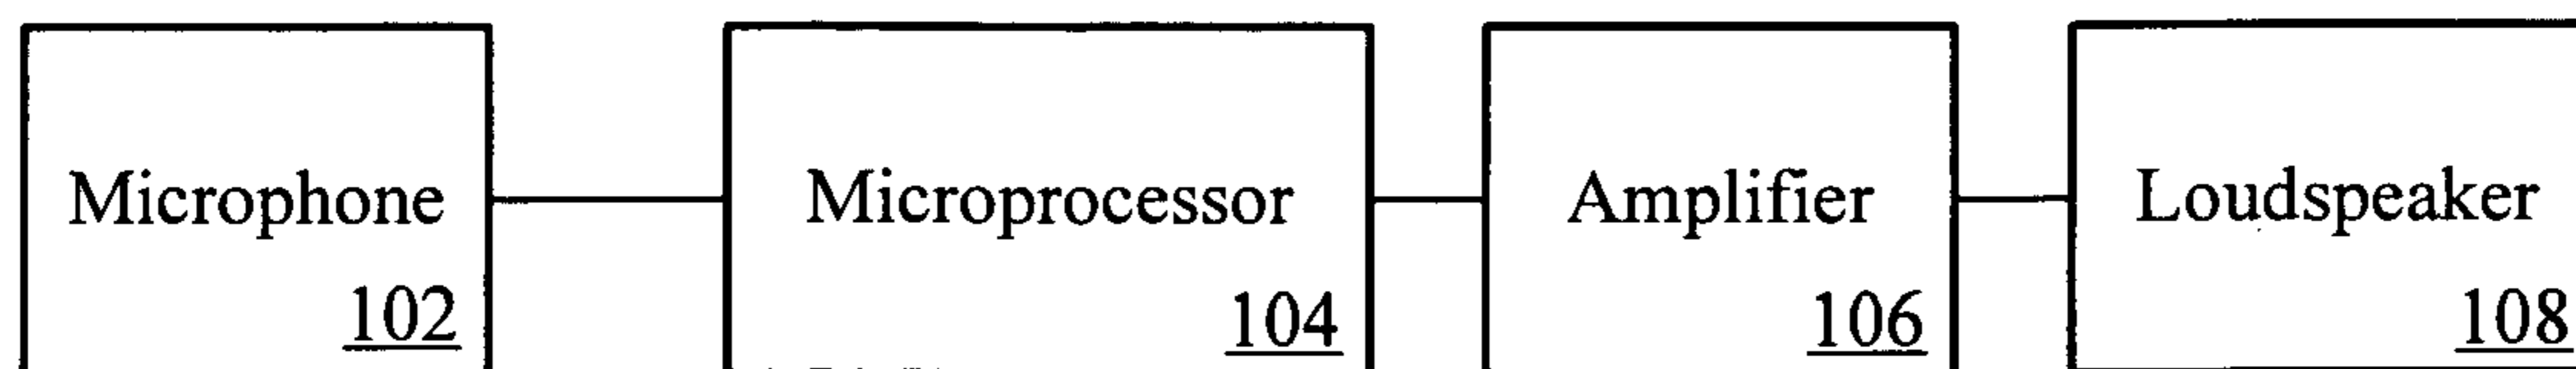 Microphone Microprocessor Amplifier Loudspeaker
102 104 106 108